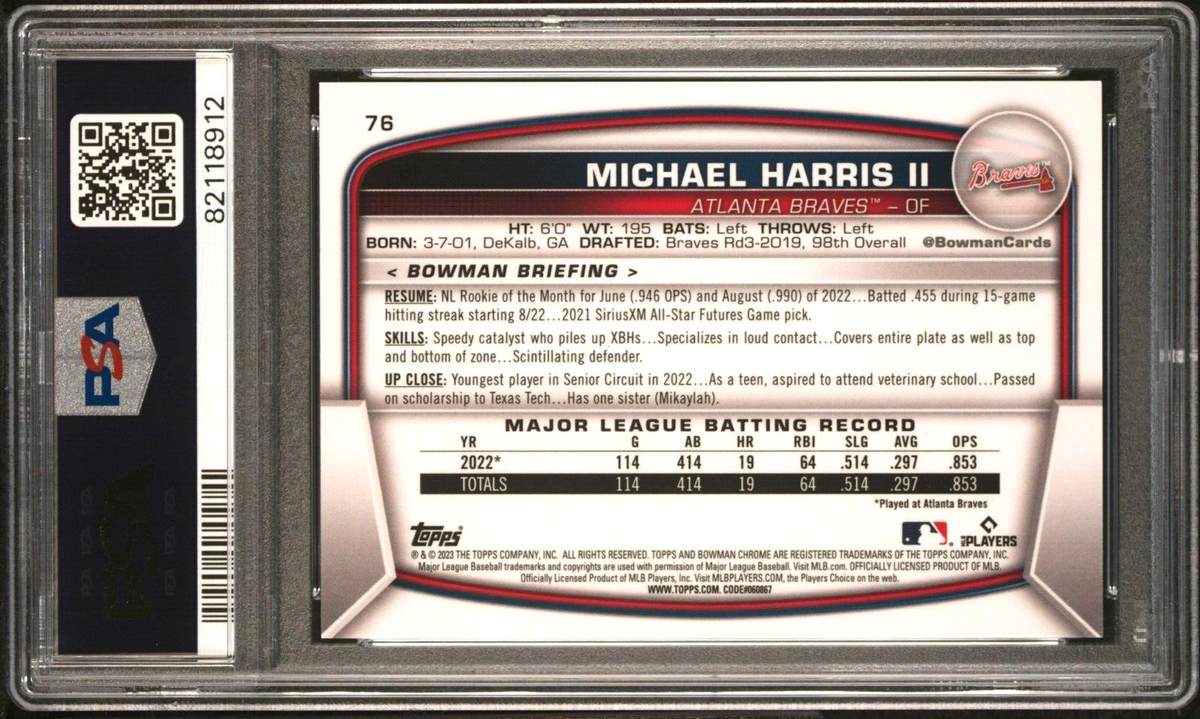 82118912
PSA
76
MICHAEL HARRIS II
Braves™
ATLANTA BRAVES™ – OF
HT: 6'0" WT: 195 BATS: Left THROWS: Left
BORN: 3-7-01, DeKalb, GA DRAFTED: Braves Rd3-2019, 98th Overall @BowmanCards
< BOWMAN BRIEFING >
RESUME: NL Rookie of the Month for June (.946 OPS) and August (.990) of 2022...Batted .455 during 15-game
hitting streak starting 8/22...2021 SiriusXM All-Star Futures Game pick.
SKILLS: Speedy catalyst who piles up XBHs...Specializes in loud contact...Covers entire plate as well as top
and bottom of zone...Scintillating defender.
UP CLOSE: Youngest player in Senior Circuit in 2022...As a teen, aspired to attend veterinary school...Passed
on scholarship to Texas Tech...Has one sister (Mikaylah).
MAJOR LEAGUE BATTING RECORD
YR G AB HR RBI SLG AVG OPS
2022* 114 414 19 64 .514 .297 .853
TOTALS 114 414 19 64 .514 .297 .853
*Played at Atlanta Braves
Topps®
MLB PLAYERS
® & © 2023 THE TOPPS COMPANY, INC. ALL RIGHTS RESERVED. TOPPS AND BOWMAN CHROME ARE REGISTERED TRADEMARKS OF THE TOPPS COMPANY, INC.
Major League Baseball trademarks and copyrights are used with permission of Major League Baseball. Visit MLB.com. OFFICIALLY LICENSED PRODUCT OF MLB.
Officially Licensed Product of MLB Players, Inc. Visit MLBPLAYERS.COM, the Players Choice on the web.
WWW.TOPPS.COM. CODE#060867